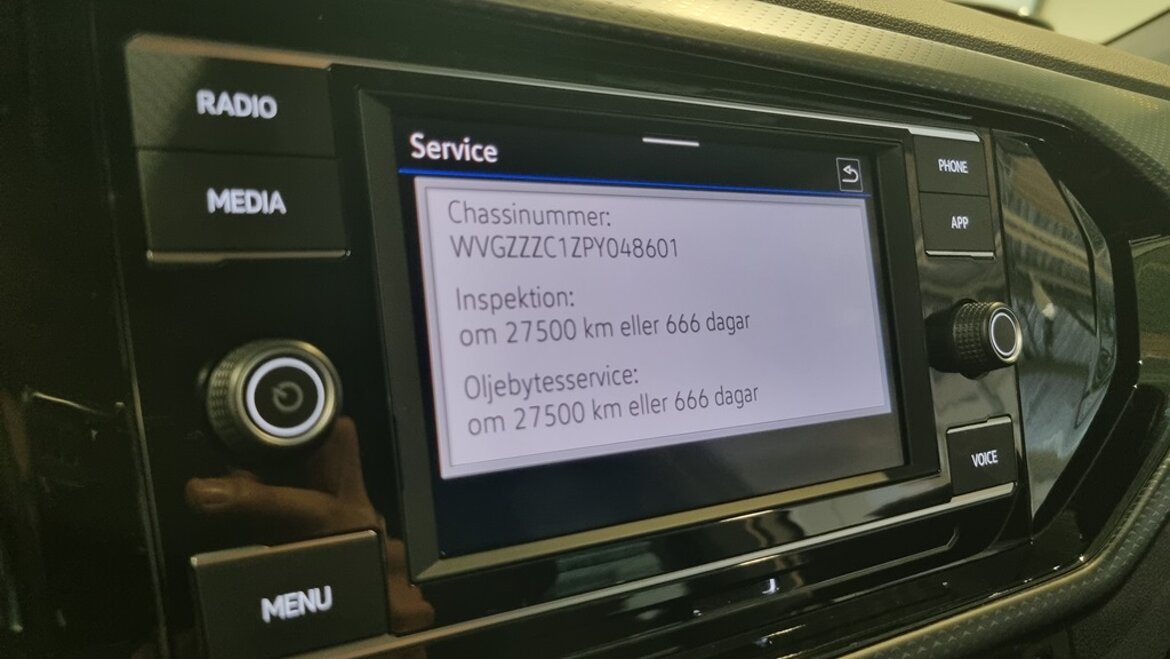 RADIO
MEDIA
MENU
Service
Chassinummer:
WVGZZZC1ZPY048601
Inspektion:
om 27500 km eller 666 dagar
Oljebytesservice:
om 27500 km eller 666 dagar
PHONE
APP
VOICE